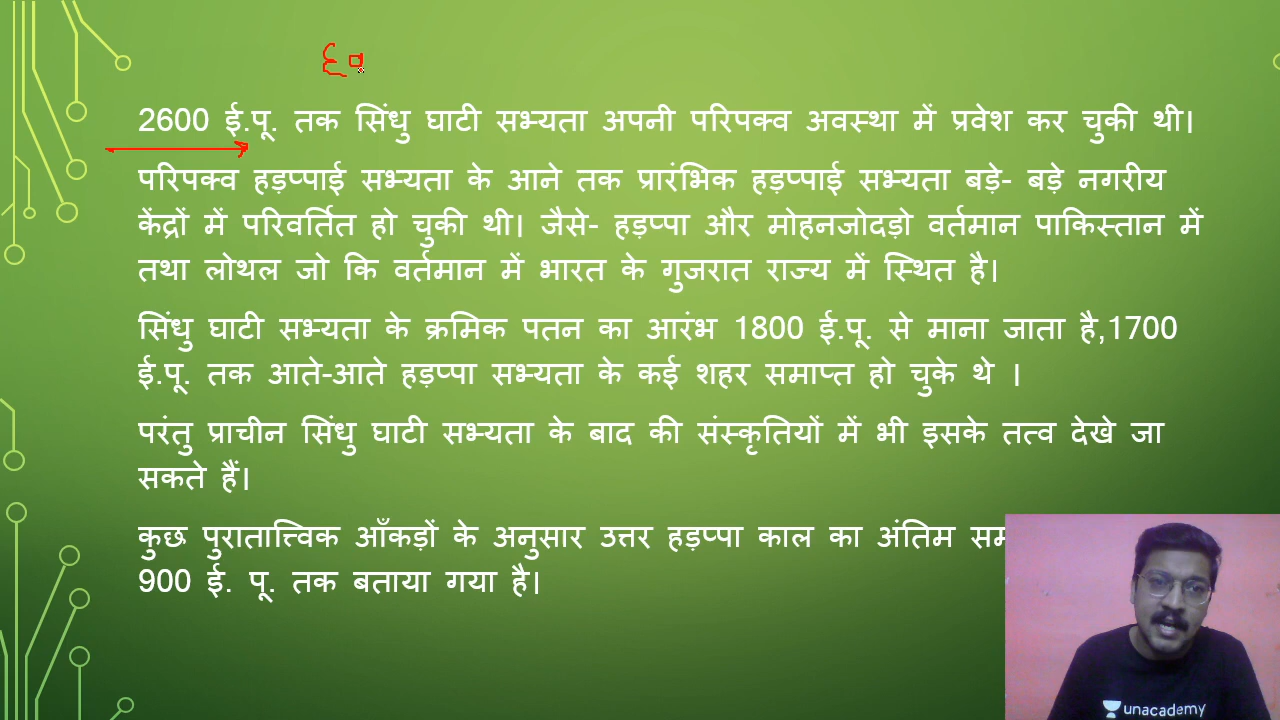 2600 ई.पू. तक सिंधु घाटी सभ्यता अपनी परिपक्व अवस्था में प्रवेश कर चुकी थी।
परिपक्व हड़प्पाई सभ्यता के आने तक प्रारंभिक हड़प्पाई सभ्यता बड़े- बड़े नगरीय
केंद्रों में परिवर्तित हो चुकी थी। जैसे- हड़प्पा और मोहनजोदड़ो वर्तमान पाकिस्तान में
तथा लोथल जो कि वर्तमान में भारत के गुजरात राज्य में स्थित है।
सिंधु घाटी सभ्यता के क्रमिक पतन का आरंभ 1800 ई.पू. से माना जाता है,1700
ई.पू. तक आते-आते हड़प्पा सभ्यता के कई शहर समाप्त हो चुके थे ।
परंतु प्राचीन सिंधु घाटी सभ्यता के बाद की संस्कृतियों में भी इसके तत्व देखे जा
सकते हैं।
कुछ पुरातात्त्विक आँकड़ों के अनुसार उत्तर हड़प्पा काल का अंतिम
900 ई. पू. तक बताया गया है।
unacademy